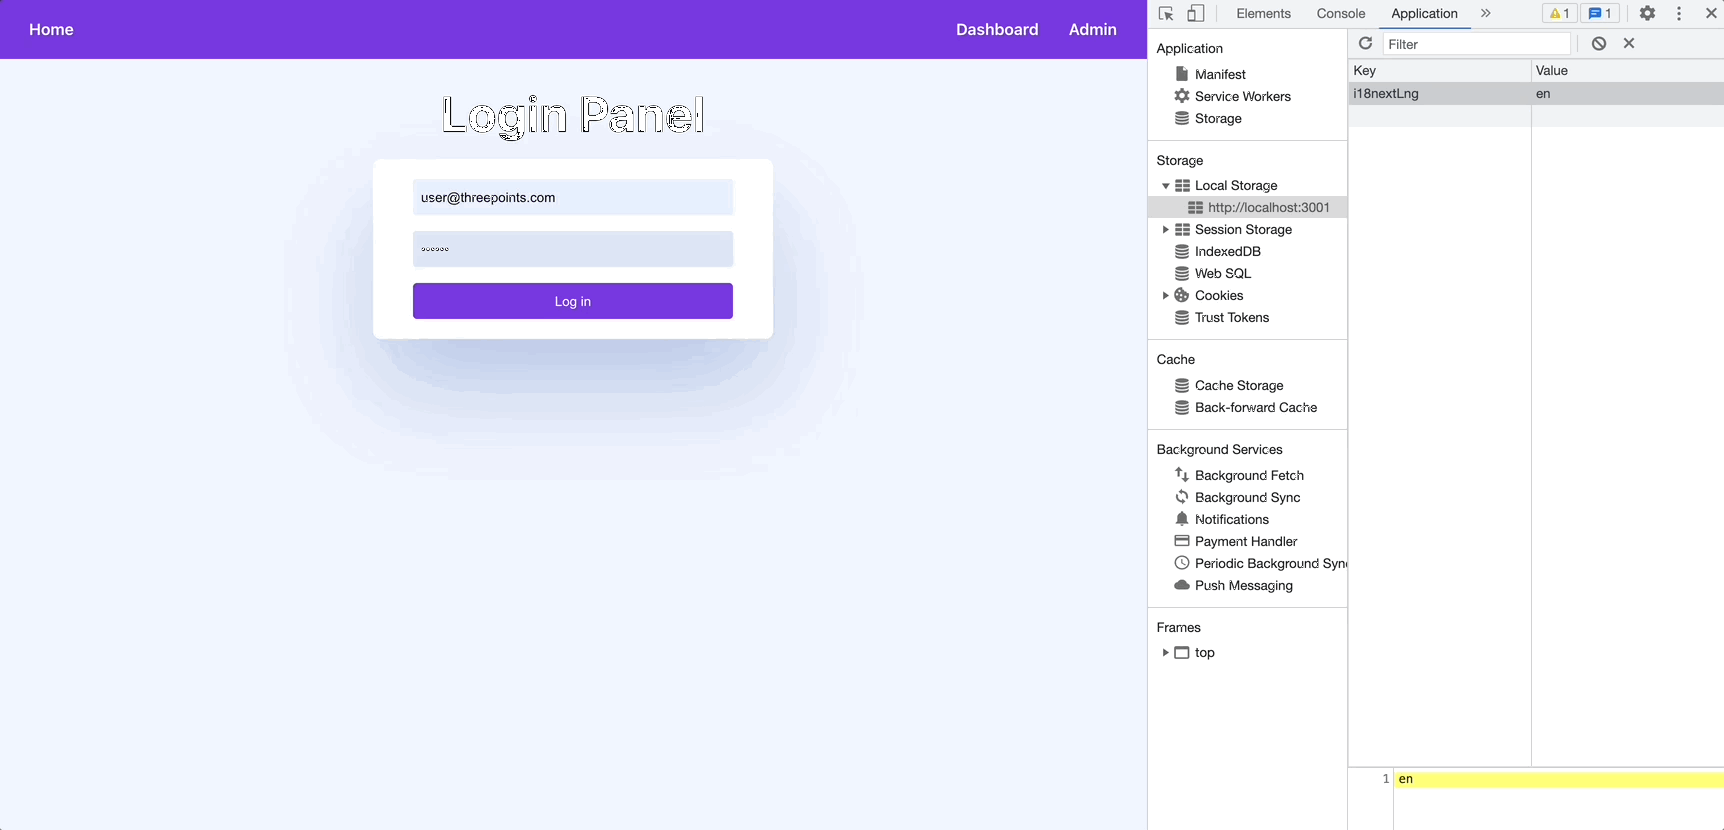 Home
Dashboard Admin
Login Panel
user@threepoints.com
Log in
Elements Console Application
1 1
Filter
Application
Manifest
Service Workers
Storage
Storage
Local Storage
http://localhost:3001
Session Storage
IndexedDB
Web SQL
Cookies
Trust Tokens
Cache
Cache Storage
Back-forward Cache
Background Services
Background Fetch
Background Sync
Notifications
Payment Handler
Periodic Background Sync
Push Messaging
Frames
top
Key Value
i18nextLng en
1 en